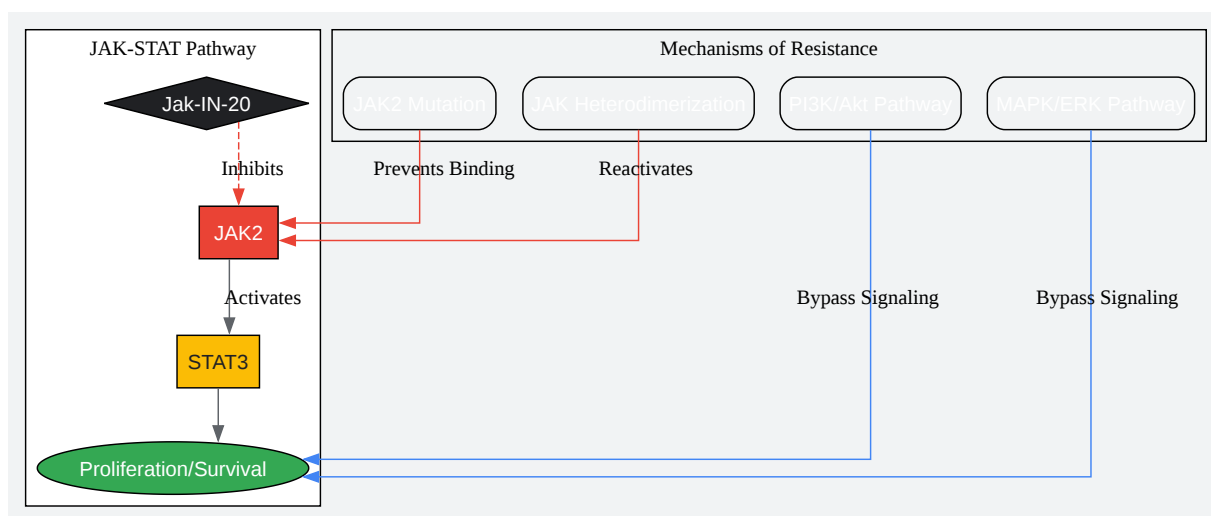 JAK-STAT Pathway
Mechanisms of Resistance
Jak-IN-20
JAK2 Mutation
JAK Heterodimerization
PI3K/Akt Pathway
MAPK/ERK Pathway
Inhibits
Prevents Binding
Reactivates
JAK2
Activates
Bypass Signaling
Bypass Signaling
STAT3
Proliferation/Survival